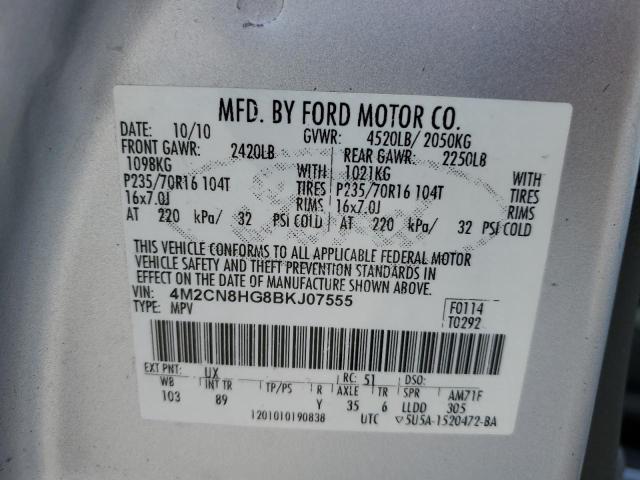 MFD. BY FORD MOTOR CO.
DATE: 10/10 GVWR: 4520LB/ 2050KG
FRONT GAWR: 2420LB REAR GAWR: 2250LB
1098KG WITH 1021KG WITH
P235/70R16 104T TIRES P235/70R16 104T TIRES
16x7.0J RIMS 16x7.0J RIMS
AT 220 kPa/ 32 PSI COLD AT 220 kPa/ 32 PSI COLD
THIS VEHICLE CONFORMS TO ALL APPLICABLE FEDERAL MOTOR
VEHICLE SAFETY AND THEFT PREVENTION STANDARDS IN
EFFECT ON THE DATE OF MANUFACTURE SHOWN ABOVE.
VIN: 4M2CN8HG8BKJ07555 F0114
TYPE: MPV T0292
EXT PNT: UX RC: 51 DSO:
WB INT TR TP/PS R AXLE TR SPR AM71F
103 89 Y 35 6 LLDD 305
1201010190838 UTC 5U5A-1520472-BA